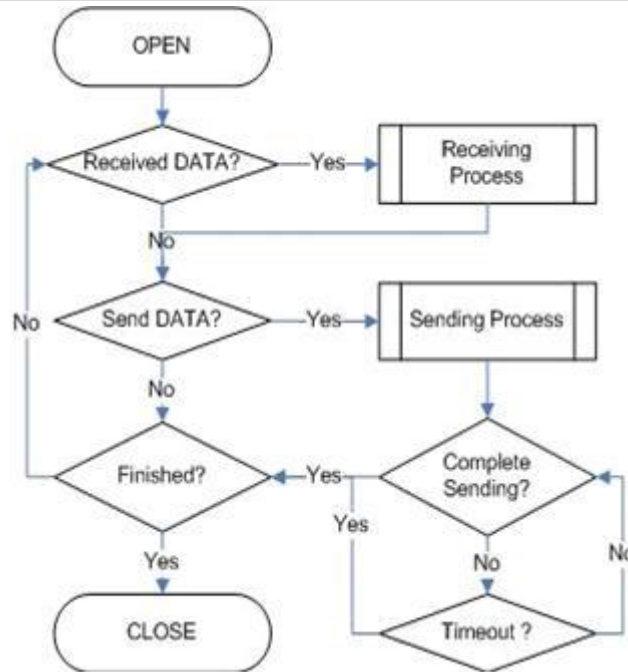 OPEN
Received DATA?
Yes
Receiving
Process
No
Send DATA?
Yes
Sending Process
No
No
Finished?
Yes
Complete
Sending?
Yes
No
No
Yes
CLOSE
Timeout ?